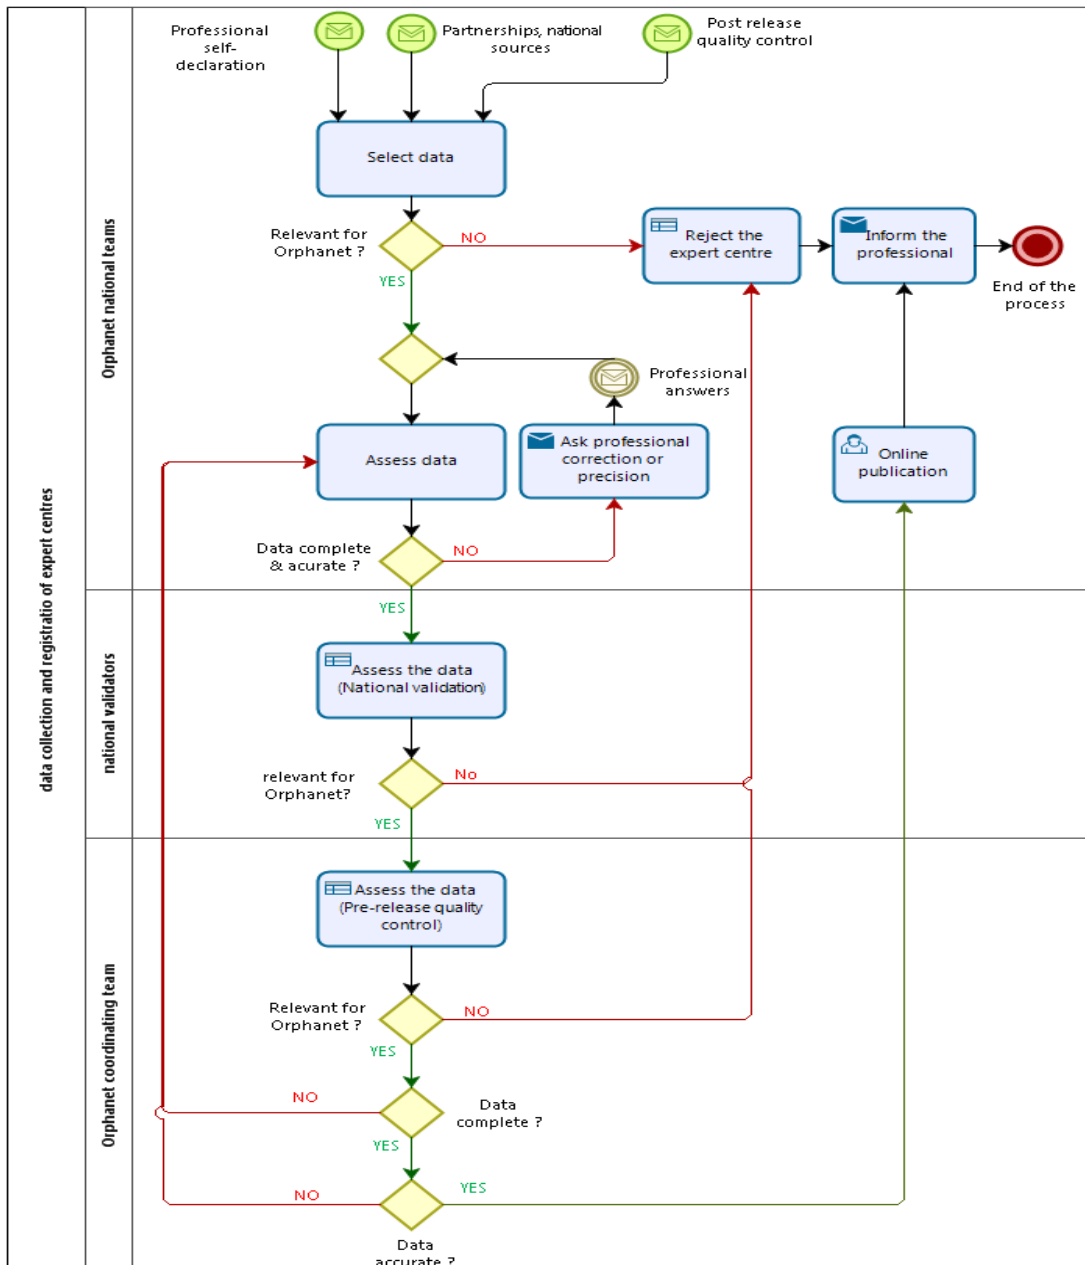 Professional
self-
declaration
Partnerships, national
sources
Post release
quality control
Select data
Relevant for
Orphanet ?
NO
YES
Reject the
expert centre
Inform the
professional
End of the
process
Professional
answers
Assess data
Ask professional
correction or
precision
Online
publication
Data complete
& acurate ?
NO
YES
Orphanet national teams
data collection and registratio of expert centres
Assess the data
(National validation)
relevant for
Orphanet?
No
YES
national validators
Assess the data
(Pre-release quality
control)
Relevant for
Orphanet ?
NO
YES
NO
Data
complete ?
YES
NO
YES
Data
accurate ?
Orphanet coordinating team